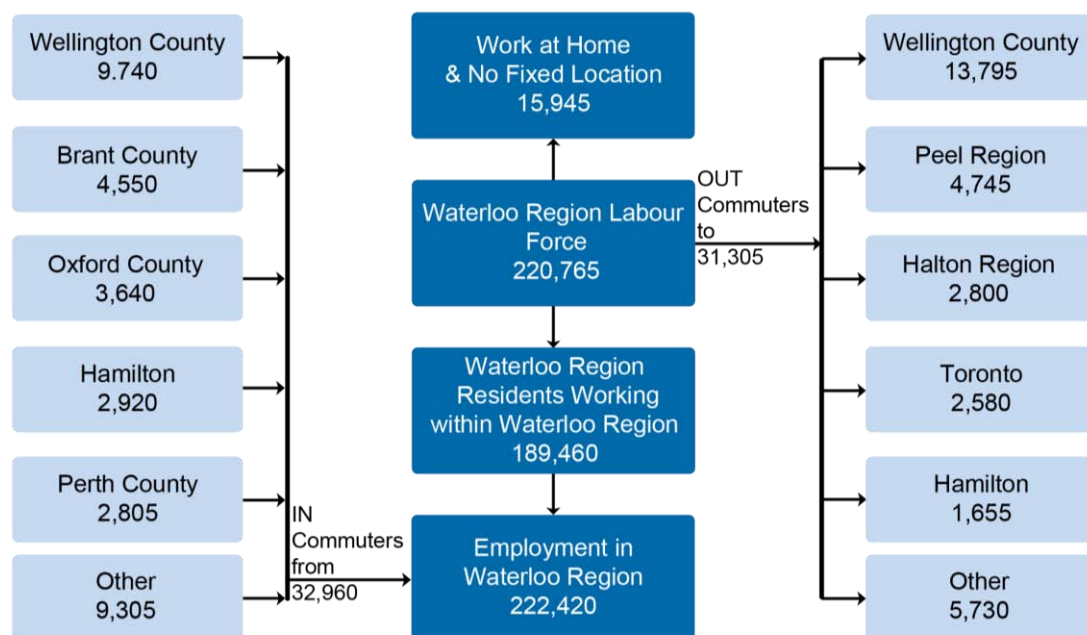 Wellington County
9.740
Brant County
4,550
Oxford County
3,640
Hamilton
2,920
Perth County
2,805
Other
9,305
IN
Commuters
from
32,960
Work at Home
& No Fixed Location
15,945
Waterloo Region Labour
Force
220,765
Waterloo Region
Residents Working
within Waterloo Region
189,460
Employment in
Waterloo Region
222,420
OUT
Commuters
to
31,305
Wellington County
13,795
Peel Region
4,745
Halton Region
2,800
Toronto
2,580
Hamilton
1,655
Other
5,730